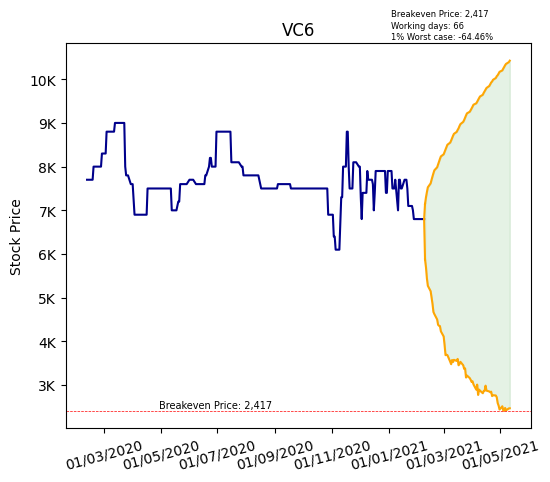 Breakeven Price: 2,417
Working days: 66
1% Worst case: -64.46%
VC6
Stock Price
10K
9K
8K
7K
6K
5K
4K
3K
Breakeven Price: 2,417
01/03/2020
01/05/2020
01/07/2020
01/09/2020
01/11/2020
01/01/2021
01/03/2021
01/05/2021